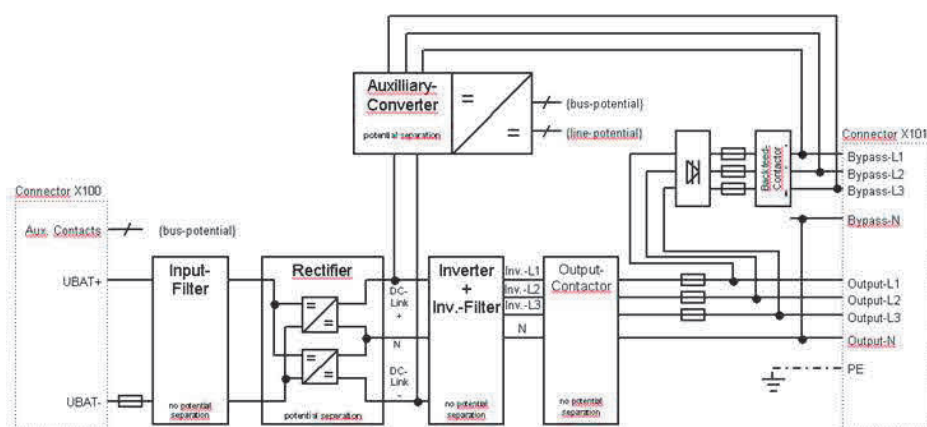 Auxilliary-
Converter
potential separation
=
=
(bus-potential)
(line-potential)
Connector X101
Backfeed-
Contactor
Bypass-L1
Bypass-L2
Bypass-L3
Bypass-N
Connector X100
Aux. Contacts
(bus-potential)
UBAT+
UBAT-
Input-
Filter
no potential
separation
Rectifier
=
=
=
=
potential separation
DC-
Link
+
N
DC-
Link
-
Inverter
+
Inv.-Filter
no potential
separation
Inv.-L1
Inv.-L2
Inv.-L3
N
Output-
Contactor
no potential
separation
Output-L1
Output-L2
Output-L3
Output-N
PE